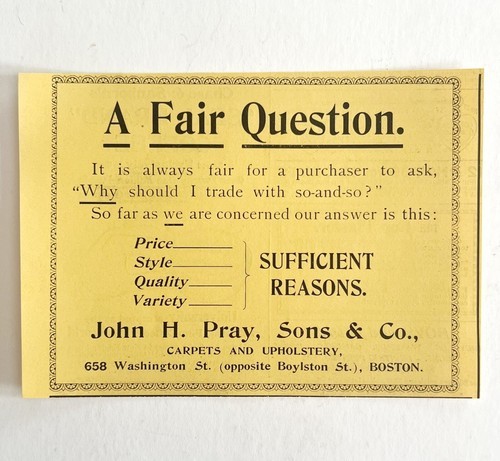 A Fair Question.
It is always fair for a purchaser to ask,
"Why should I trade with so-and-so?"
So far as we are concerned our answer is this:
Price
Style
Quality
Variety
SUFFICIENT
REASONS.
John H. Pray, Sons & Co.,
CARPETS AND UPHOLSTERY,
658 Washington St. (opposite Boylston St.), BOSTON.